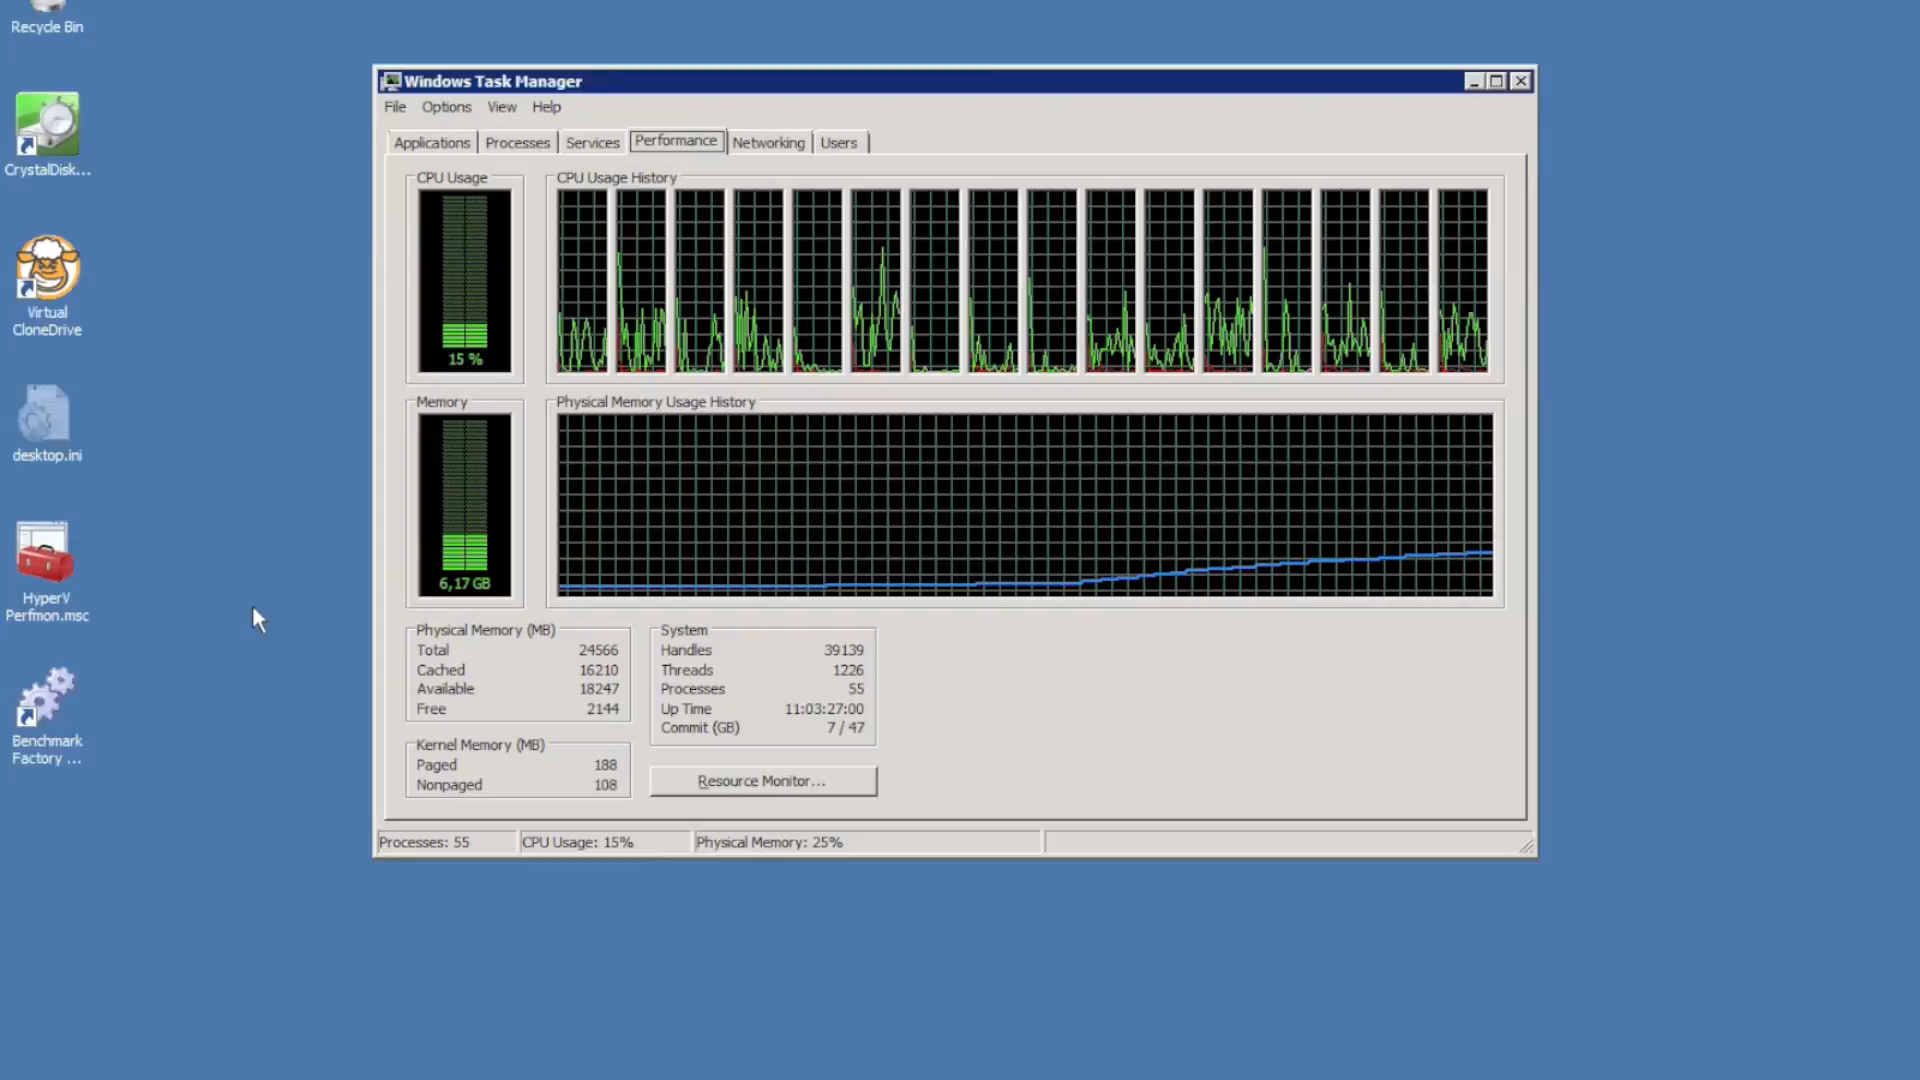 Recycle Bin
CrystalDisk...
Virtual
CloneDrive
desktop.ini
HyperV
Perfmon.msc
Benchmark
Factory ...
Windows Task Manager
File Options View Help
Applications Processes Services Performance Networking Users
CPU Usage
15 %
CPU Usage History
Memory
6,17 GB
Physical Memory Usage History
Physical Memory (MB)
Total 24566
Cached 16210
Available 18247
Free 2144
Kernel Memory (MB)
Paged 188
Nonpaged 108
System
Handles 39139
Threads 1226
Processes 55
Up Time 11:03:27:00
Commit (GB) 7 / 47
Resource Monitor...
Processes: 55 CPU Usage: 15% Physical Memory: 25%